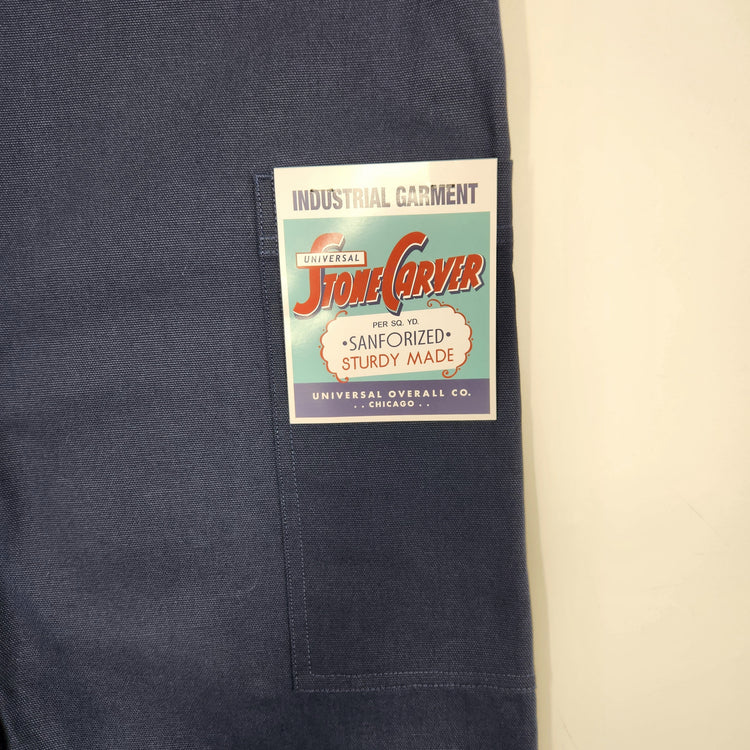 INDUSTRIAL GARMENT
UNIVERSAL
STONE CARVER
PER SQ. YD.
•SANFORIZED•
STURDY MADE
UNIVERSAL OVERALL CO.
. . CHICAGO . .